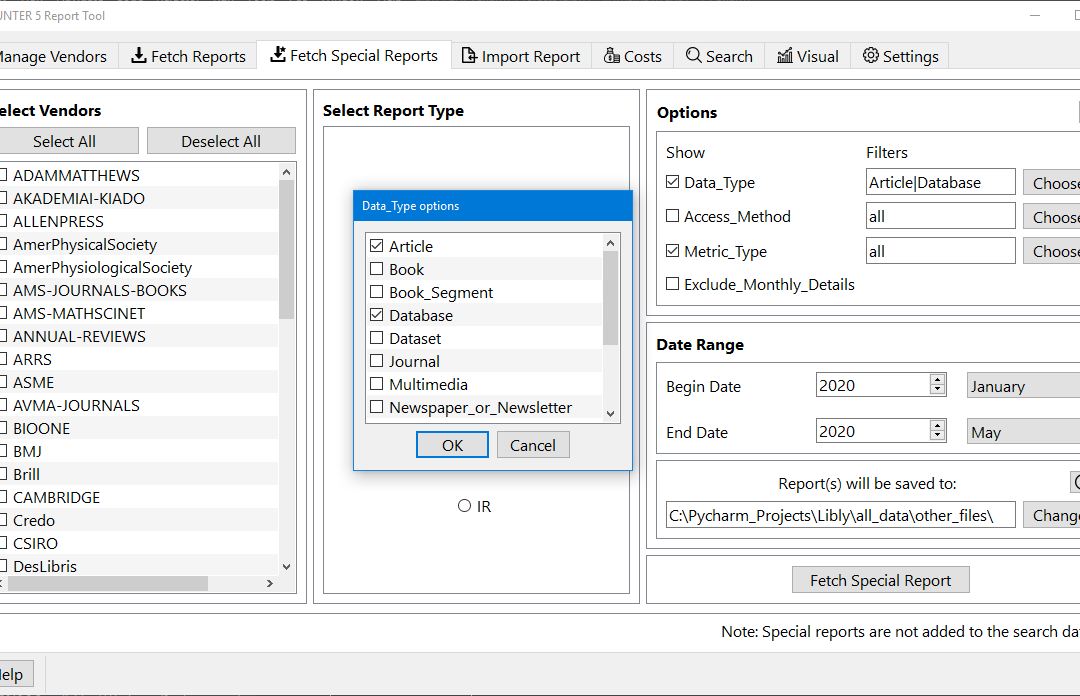 UNTER 5 Report Tool
Manage Vendors
Fetch Reports
Fetch Special Reports
Import Report
Costs
Search
Visual
Settings
elect Vendors
Select All
Deselect All
ADAMMATTHEWS
AKADEMIAI-KIADO
ALLENPRESS
AmerPhysicalSociety
AmerPhysiologicalSociety
AMS-JOURNALS-BOOKS
AMS-MATHSCINET
ANNUAL-REVIEWS
ARRS
ASME
AVMA-JOURNALS
BIOONE
BMJ
Brill
CAMBRIDGE
Credo
CSIRO
DesLibris
Select Report Type
Data_Type options
Article
Book
Book_Segment
Database
Dataset
Journal
Multimedia
Newspaper_or_Newsletter
OK
Cancel
IR
Options
Show
Filters
Data_Type
Article|Database
Choose
Access_Method
all
Choose
Metric_Type
all
Choose
Exclude_Monthly_Details
Date Range
Begin Date
2020
January
End Date
2020
May
Report(s) will be saved to:
C:\Pycharm_Projects\Libly\all_data\other_files\
Change
Fetch Special Report
Note: Special reports are not added to the search da
Help